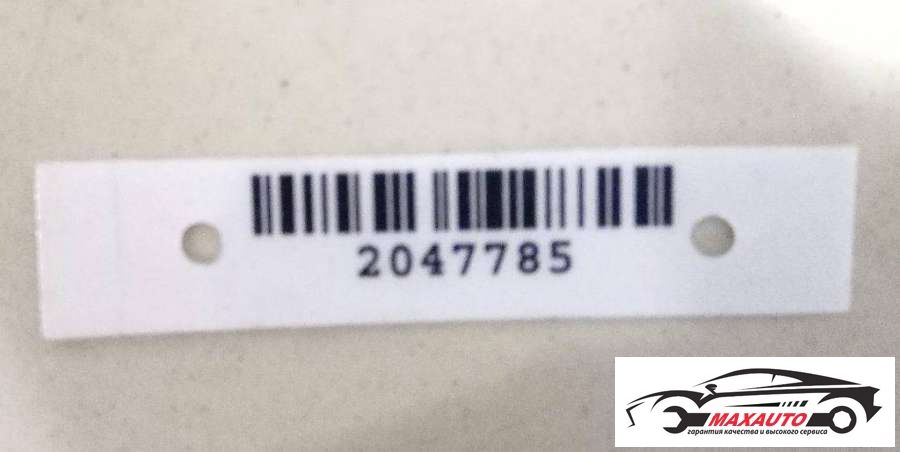 2047785
MAXAUTO
гарантия качества и высокого сервиса